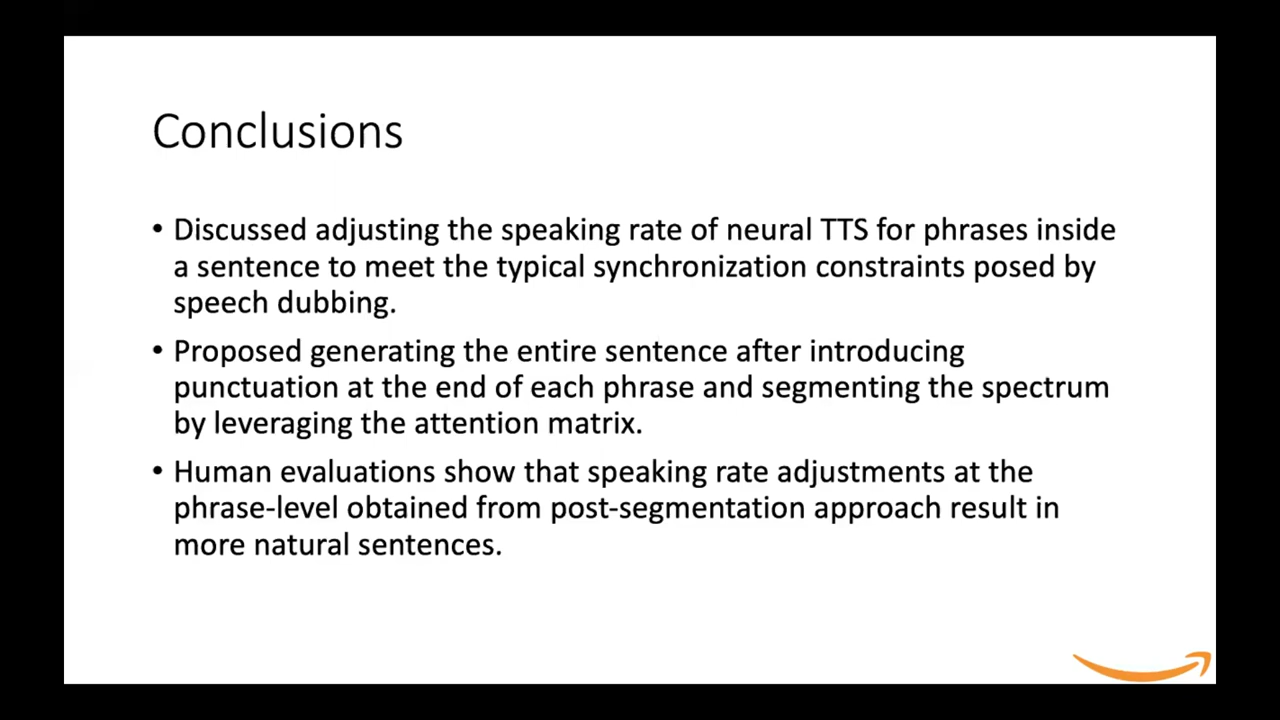 Conclusions
• Discussed adjusting the speaking rate of neural TTS for phrases inside
a sentence to meet the typical synchronization constraints posed by
speech dubbing.
• Proposed generating the entire sentence after introducing
punctuation at the end of each phrase and segmenting the spectrum
by leveraging the attention matrix.
• Human evaluations show that speaking rate adjustments at the
phrase-level obtained from post-segmentation approach result in
more natural sentences.